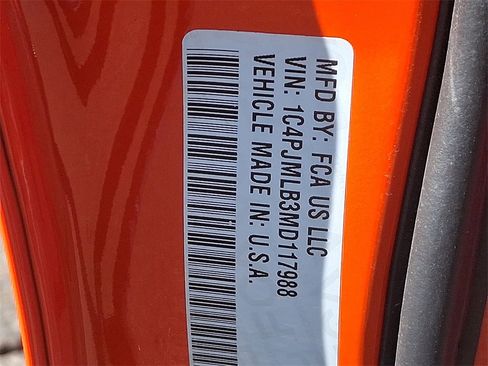 MFD BY: FCA US LLC
VIN: 1C4PJMLB3MD117988
VEHICLE MADE IN: U.S.A.